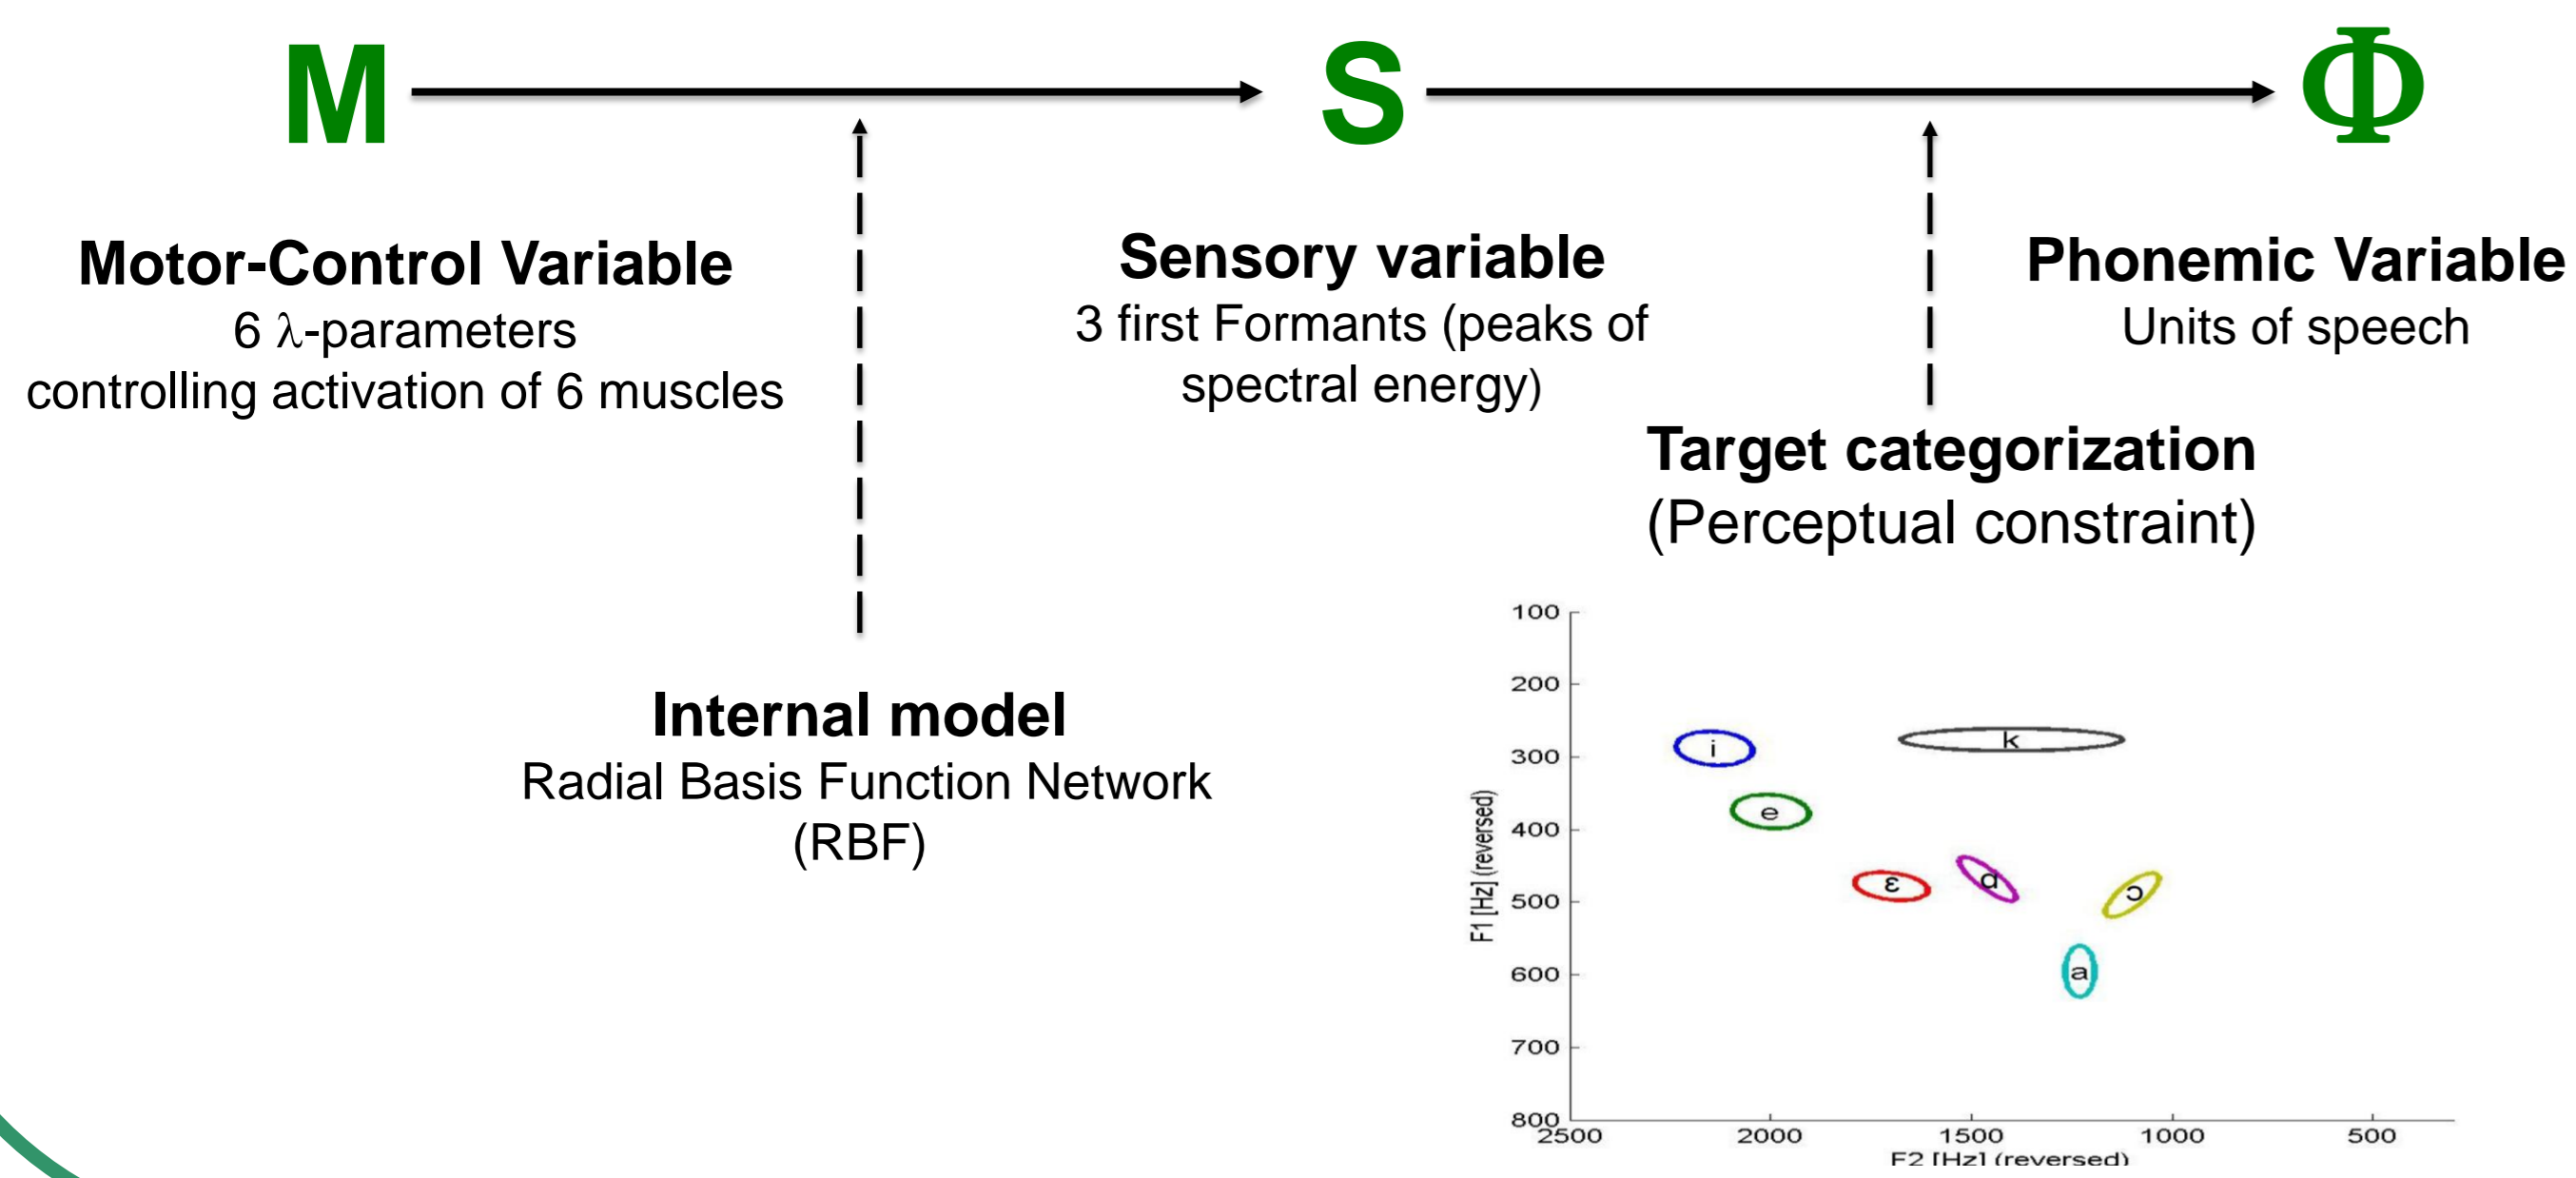 M
S
Φ
Motor-Control Variable
6 λ-parameters
controlling activation of 6 muscles
Sensory variable
3 first Formants (peaks of
spectral energy)
Phonemic Variable
Units of speech
Target categorization
(Perceptual constraint)
Internal model
Radial Basis Function Network
(RBF)
100
200
300
400
500
600
700
800
F1 [Hz] (reversed)
i
k
e
ε
d
ɔ
a
2500
2000
1500
1000
500
F2 [Hz] (reversed)